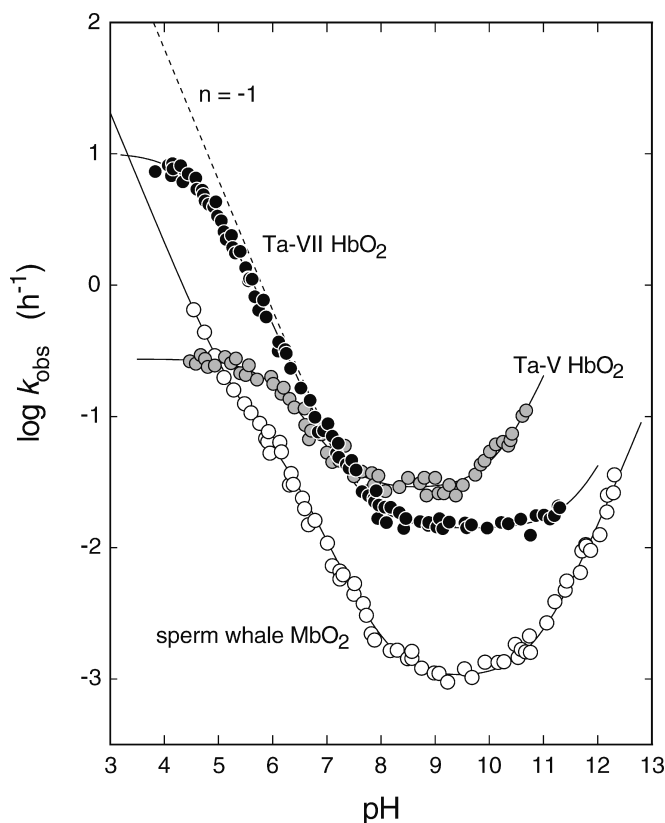 2
n = -1
1
Ta-VII HbO₂
0
log k_obs (h⁻¹)
Ta-V HbO₂
-1
-2
sperm whale MbO₂
-3
3 4 5 6 7 8 9 10 11 12 13
pH